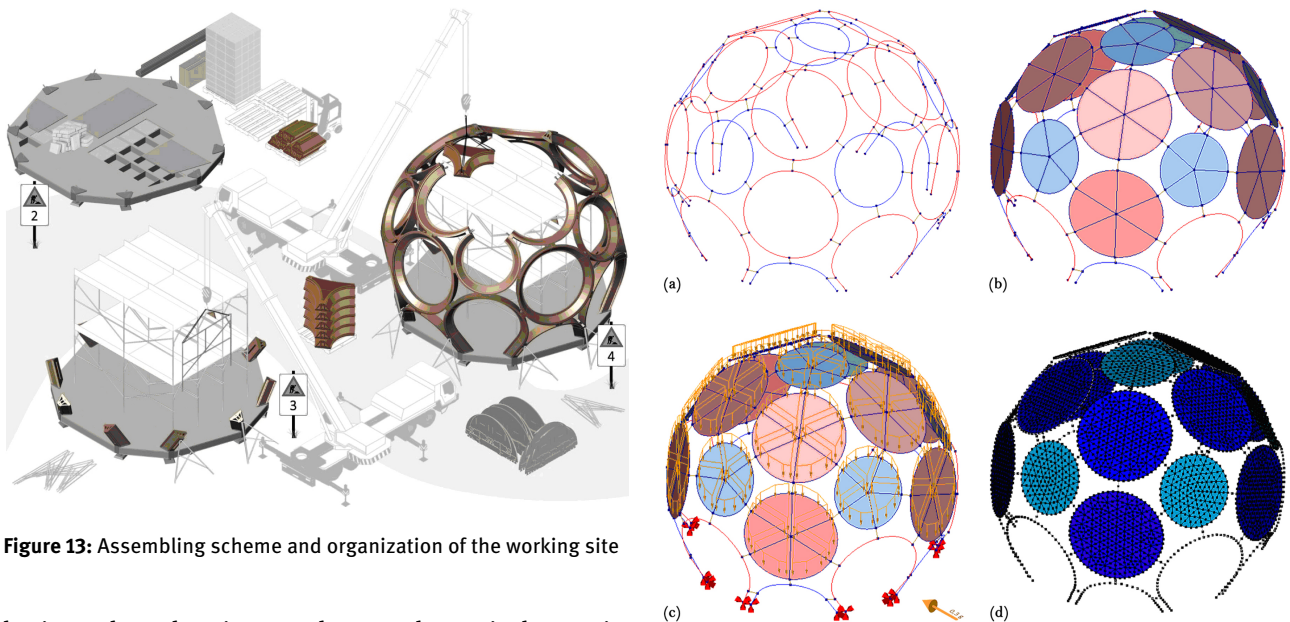 2
3
4
Figure 13: Assembling scheme and organization of the working site
(a)
(b)
(c)
(d)